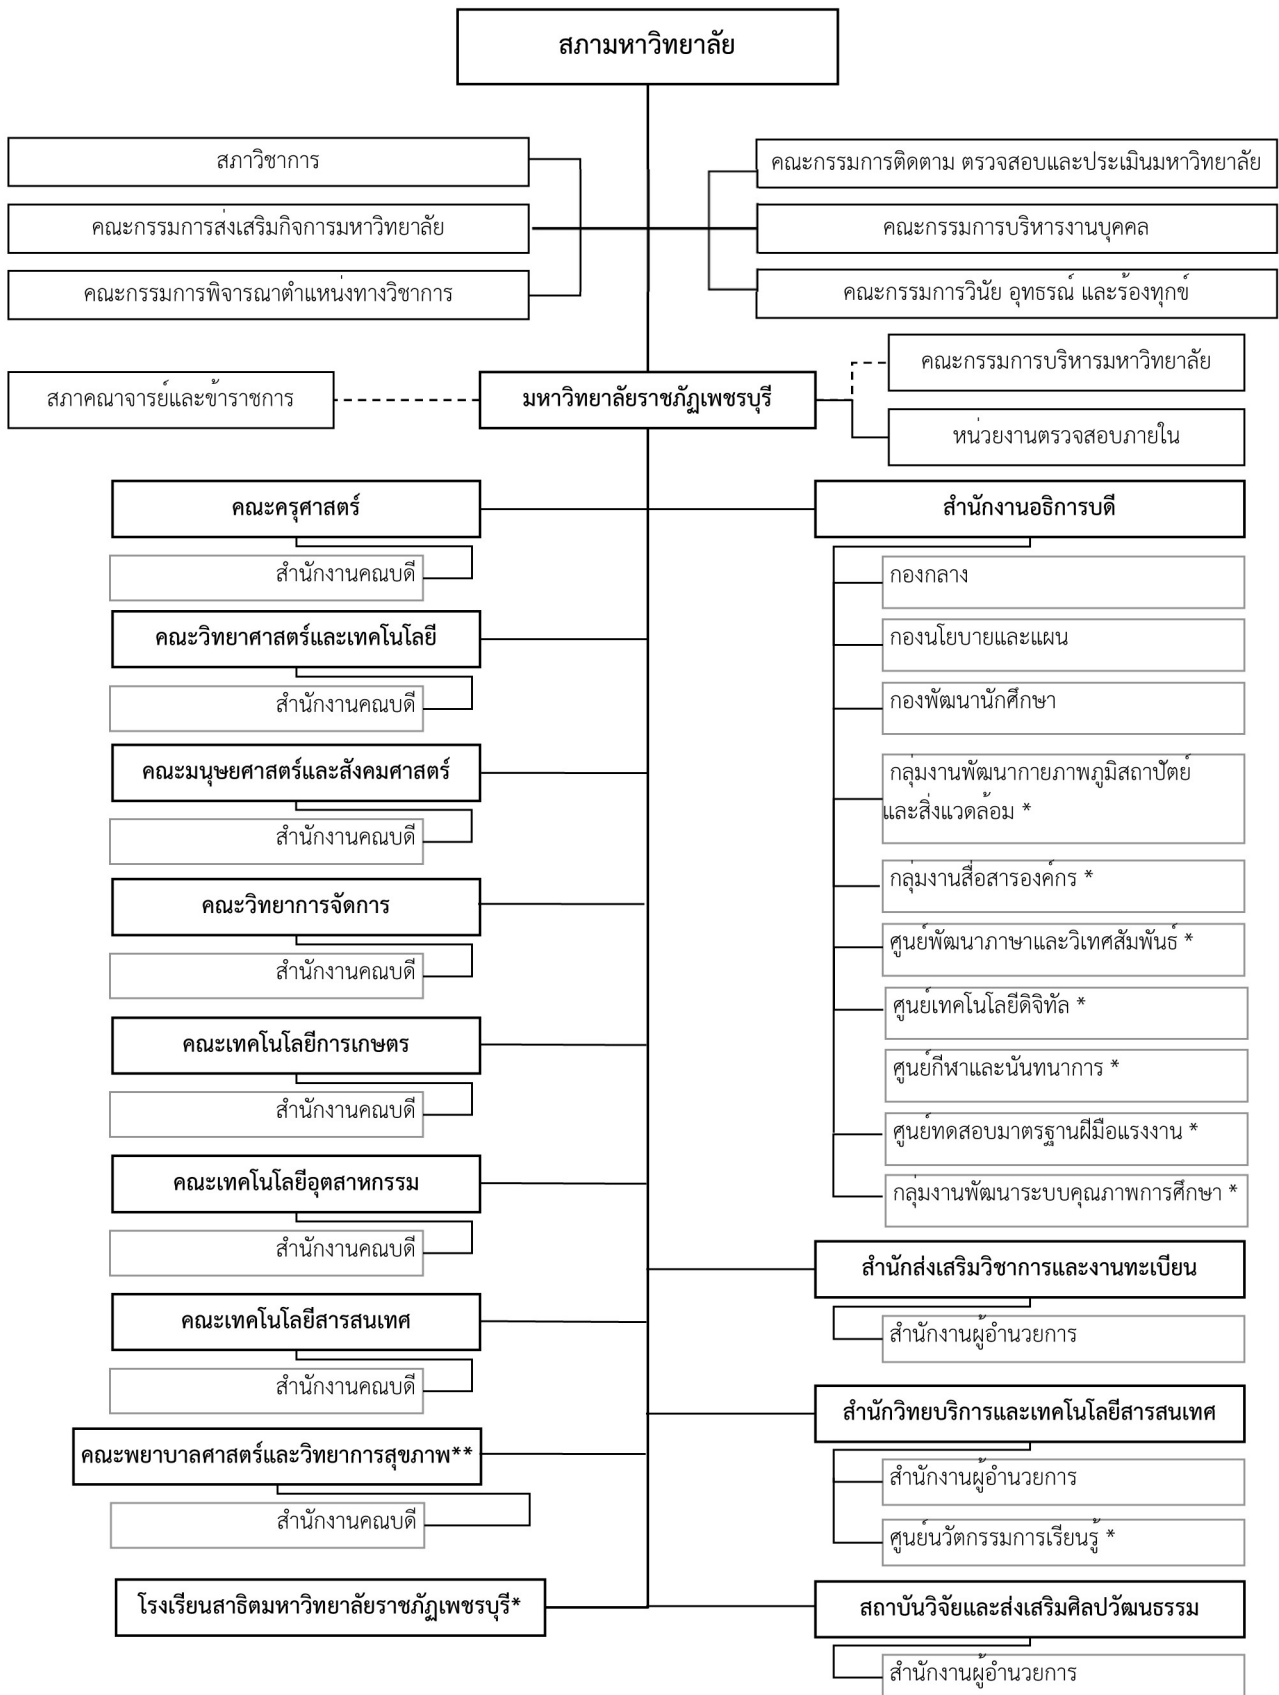 สภามหาวิทยาลัย
สภาวิชาการ
คณะกรรมการส่งเสริมกิจการมหาวิทยาลัย
คณะกรรมการพิจารณาตำแหน่งทางวิชาการ
คณะกรรมการติดตาม ตรวจสอบและประเมินมหาวิทยาลัย
คณะกรรมการบริหารงานบุคคล
คณะกรรมการวินัย อุทธรณ์ และร้องทุกข์
สภาคณาจารย์และข้าราชการ
มหาวิทยาลัยราชภัฏเพชรบุรี
คณะกรรมการบริหารมหาวิทยาลัย
หน่วยงานตรวจสอบภายใน
คณะครุศาสตร์
สำนักงานคณบดี
คณะวิทยาศาสตร์และเทคโนโลยี
สำนักงานคณบดี
คณะมนุษยศาสตร์และสังคมศาสตร์
สำนักงานคณบดี
คณะวิทยาการจัดการ
สำนักงานคณบดี
คณะเทคโนโลยีการเกษตร
สำนักงานคณบดี
คณะเทคโนโลยีอุตสาหกรรม
สำนักงานคณบดี
คณะเทคโนโลยีสารสนเทศ
สำนักงานคณบดี
คณะพยาบาลศาสตร์และวิทยาการสุขภาพ**
สำนักงานคณบดี
โรงเรียนสาธิตมหาวิทยาลัยราชภัฏเพชรบุรี*
สำนักงานอธิการบดี
กองกลาง
กองนโยบายและแผน
กองพัฒนานักศึกษา
กลุ่มงานพัฒนากายภาพภูมิสถาปัตย์
และสิ่งแวดล้อม *
กลุ่มงานสื่อสารองค์กร *
ศูนย์พัฒนาภาษาและวิเทศสัมพันธ์ *
ศูนย์เทคโนโลยีดิจิทัล *
ศูนย์กีฬาและนันทนาการ *
ศูนย์ทดสอบมาตรฐานฝีมือแรงงาน *
กลุ่มงานพัฒนาระบบคุณภาพการศึกษา *
สำนักส่งเสริมวิชาการและงานทะเบียน
สำนักงานผู้อำนวยการ
สำนักวิทยบริการและเทคโนโลยีสารสนเทศ
สำนักงานผู้อำนวยการ
ศูนย์นวัตกรรมการเรียนรู้ *
สถาบันวิจัยและส่งเสริมศิลปวัฒนธรรม
สำนักงานผู้อำนวยการ